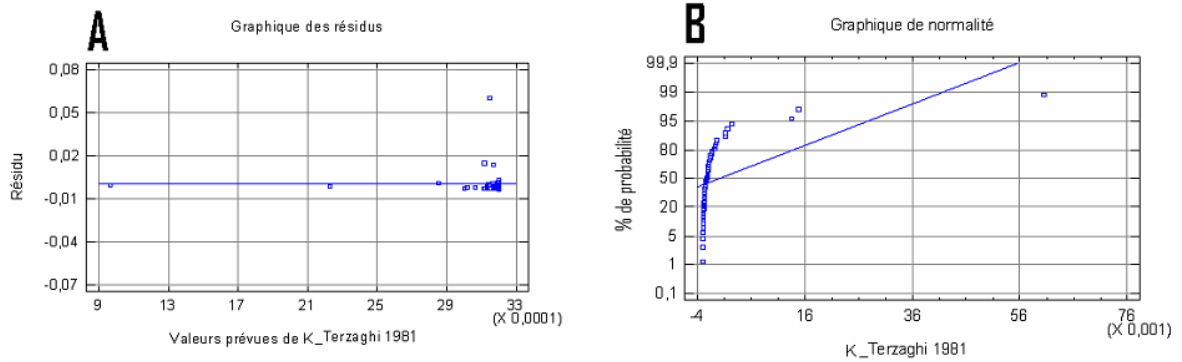 A
Graphique des résidus
0,08
0,05
0,02
-0,01
-0,04
-0,07
Résidu
9 13 17 21 25 29 33
(X 0,0001)
Valeurs prévues de K_Terzaghi 1981
B
Graphique de normalité
99,9
99
95
80
50
20
5
1
0,1
% de probabilité
-4 16 36 56 76
(X 0,001)
K_Terzaghi 1981